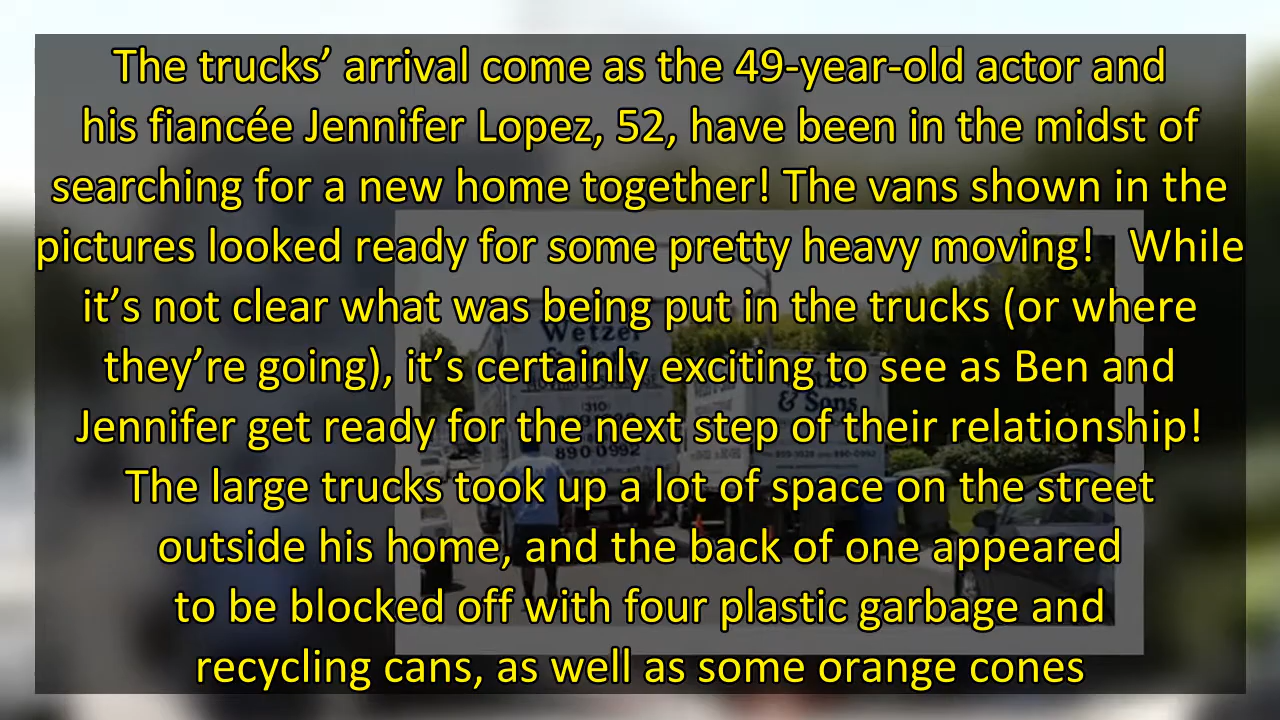 The trucks’ arrival come as the 49-year-old actor and
his fiancée Jennifer Lopez, 52, have been in the midst of
searching for a new home together! The vans shown in the
pictures looked ready for some pretty heavy moving!   While
it’s not clear what was being put in the trucks (or where
they’re going), it’s certainly exciting to see as Ben and
Jennifer get ready for the next step of their relationship!
The large trucks took up a lot of space on the street
outside his home, and the back of one appeared
to be blocked off with four plastic garbage and
recycling cans, as well as some orange cones
Wetzel
& Sons
(310)
890 0992